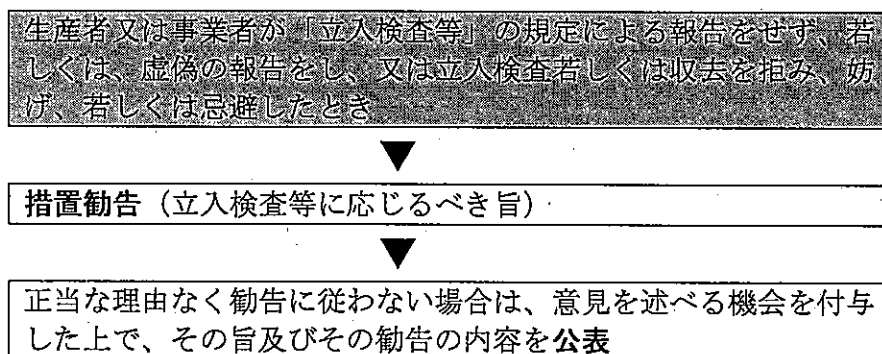 生産者又は事業者が「立入検査等」の規定による報告をせず、若
しくは、虚偽の報告をし、又は立入検査若しくは収去を拒み、妨
げ、若しくは忌避したとき
▼
措置勧告（立入検査等に応じるべき旨）
▼
正当な理由なく勧告に従わない場合は、意見を述べる機会を付与
した上で、その旨及びその勧告の内容を公表